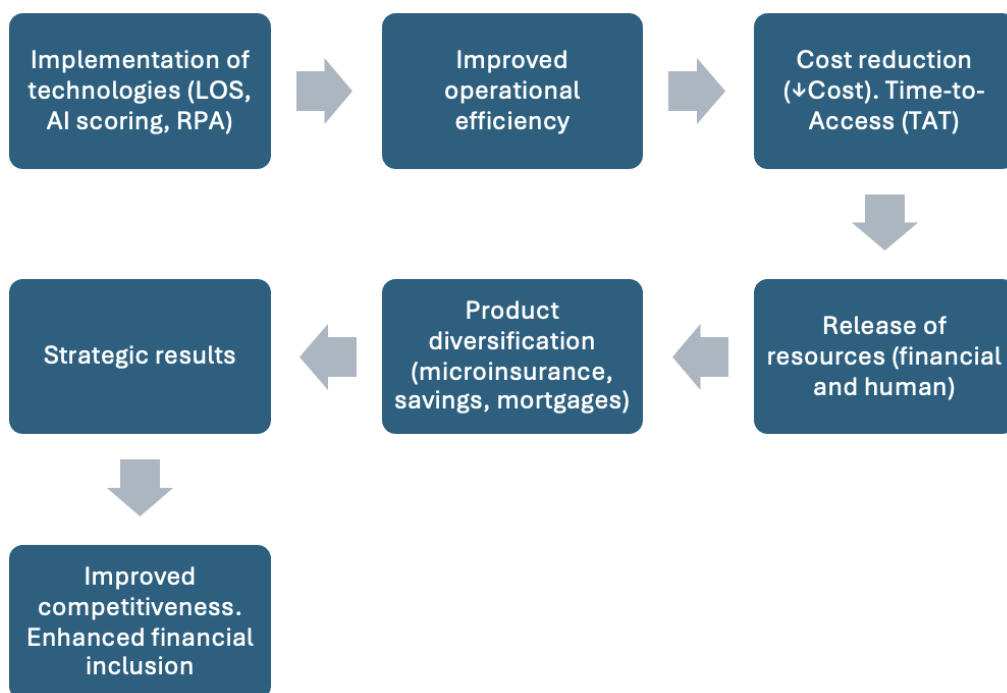 Implementation of
technologies (LOS,
AI scoring, RPA)
Improved
operational
efficiency
Cost reduction
(↓Cost). Time-to-
Access (TAT)
Release of
resources (financial
and human)
Product
diversification
(microinsurance,
savings, mortgages)
Strategic results
Improved
competitiveness.
Enhanced financial
inclusion